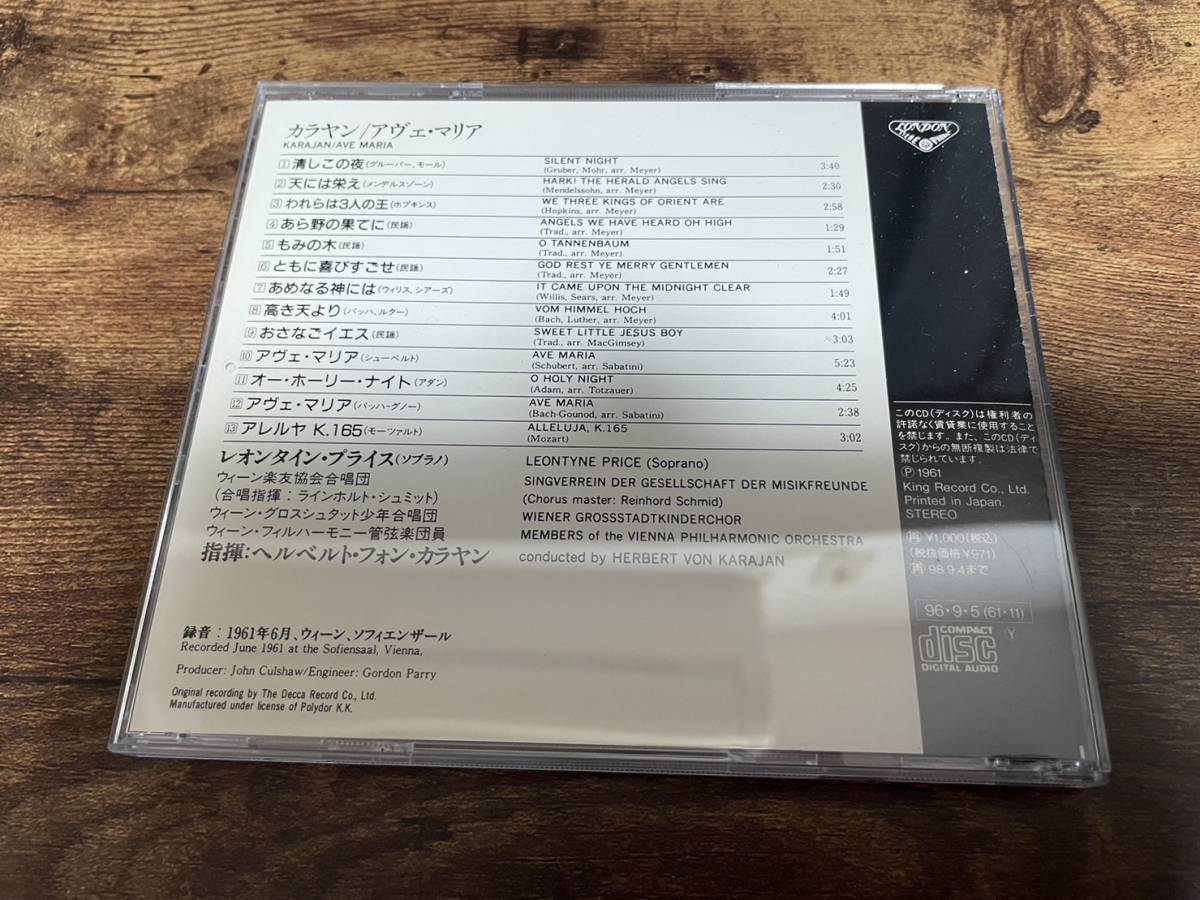 カラヤン/アヴェ・マリア
KARAJAN/AVE MARIA
1 清しこの夜(グルーバー、モール) SILENT NIGHT 3:40
(Gruber, Mohr, arr. Meyer)
2 天には栄え(メンデルスゾーン) HARK! THE HERALD ANGELS SING 2:30
(Mendelssohn, arr. Meyer)
3 われらは3人の王(ホプキンス) WE THREE KINGS OF ORIENT ARE 2:58
(Hopkins, arr. Meyer)
4 あら野の果てに(民謡) ANGELS WE HAVE HEARD OH HIGH 1:29
(Trad., arr. Meyer)
5 もみの木(民謡) O TANNENBAUM 1:51
(Trad., arr. Meyer)
6 ともに喜びすごせ(民謡) GOD REST YE MERRY GENTLEMEN 2:27
(Trad., arr. Meyer)
7 あめなる神には(ウィリス、シアーズ) IT CAME UPON THE MIDNIGHT CLEAR 1:49
(Willis, Sears, arr. Meyer)
8 高き天より(バッハ、ルター) VOM HIMMEL HOCH 4:01
(Bach, Luther, arr. Meyer)
9 おさなごイエス(民謡) SWEET LITTLE JESUS BOY 3:03
(Trad., arr. MacGimsey)
10 アヴェ・マリア(シューベルト) AVE MARIA 5:23
(Schubert, arr. Sabatini)
11 オー・ホーリー・ナイト(アダン) O HOLY NIGHT 4:25
(Adam, arr. Totzauer)
12 アヴェ・マリア(バッハ-グノー) AVE MARIA 2:38
(Bach-Gounod, arr. Sabatini)
13 アレルヤ K.165(モーツァルト) ALLELUJA, K.165 3:02
(Mozart)
レオンタイン・プライス(ソプラノ) LEONTYNE PRICE (Soprano)
ウィーン楽友協会合唱団 SINGVERREIN DER GESELLSCHAFT DER MISIKFREUNDE
(合唱指揮:ラインホルト・シュミット) (Chorus master: Reinhord Schmid)
ウィーン・グロスシュタット少年合唱団 WIENER GROSSSTADTKINDERCHOR
ウィーン・フィルハーモニー管弦楽団員 MEMBERS of the VIENNA PHILHARMONIC ORCHESTRA
指揮:ヘルベルト・フォン・カラヤン conducted by HERBERT VON KARAJAN
録音:1961年6月、ウィーン、ソフィエンザール
Recorded June 1961 at the Sofiensaal, Vienna,
Producer: John Culshaw/Engineer: Gordon Parry
Original recording by The Decca Record Co., Ltd.
Manufactured under license of Polydor K.K.
LONDON
このCD(ディスク)は権利者の
許諾なく賃貸業に使用すること
を禁じます。また、このCD(ディ
スク)からの無断複製は法律で
禁じられています。
Ⓟ 1961
King Record Co., Ltd.
Printed in Japan.
STEREO
再 ¥1,000(税込)
(税抜価格¥971)
再 98.9.4まで
96・9・5(61・11)
COMPACT
disc
DIGITAL AUDIO
Y